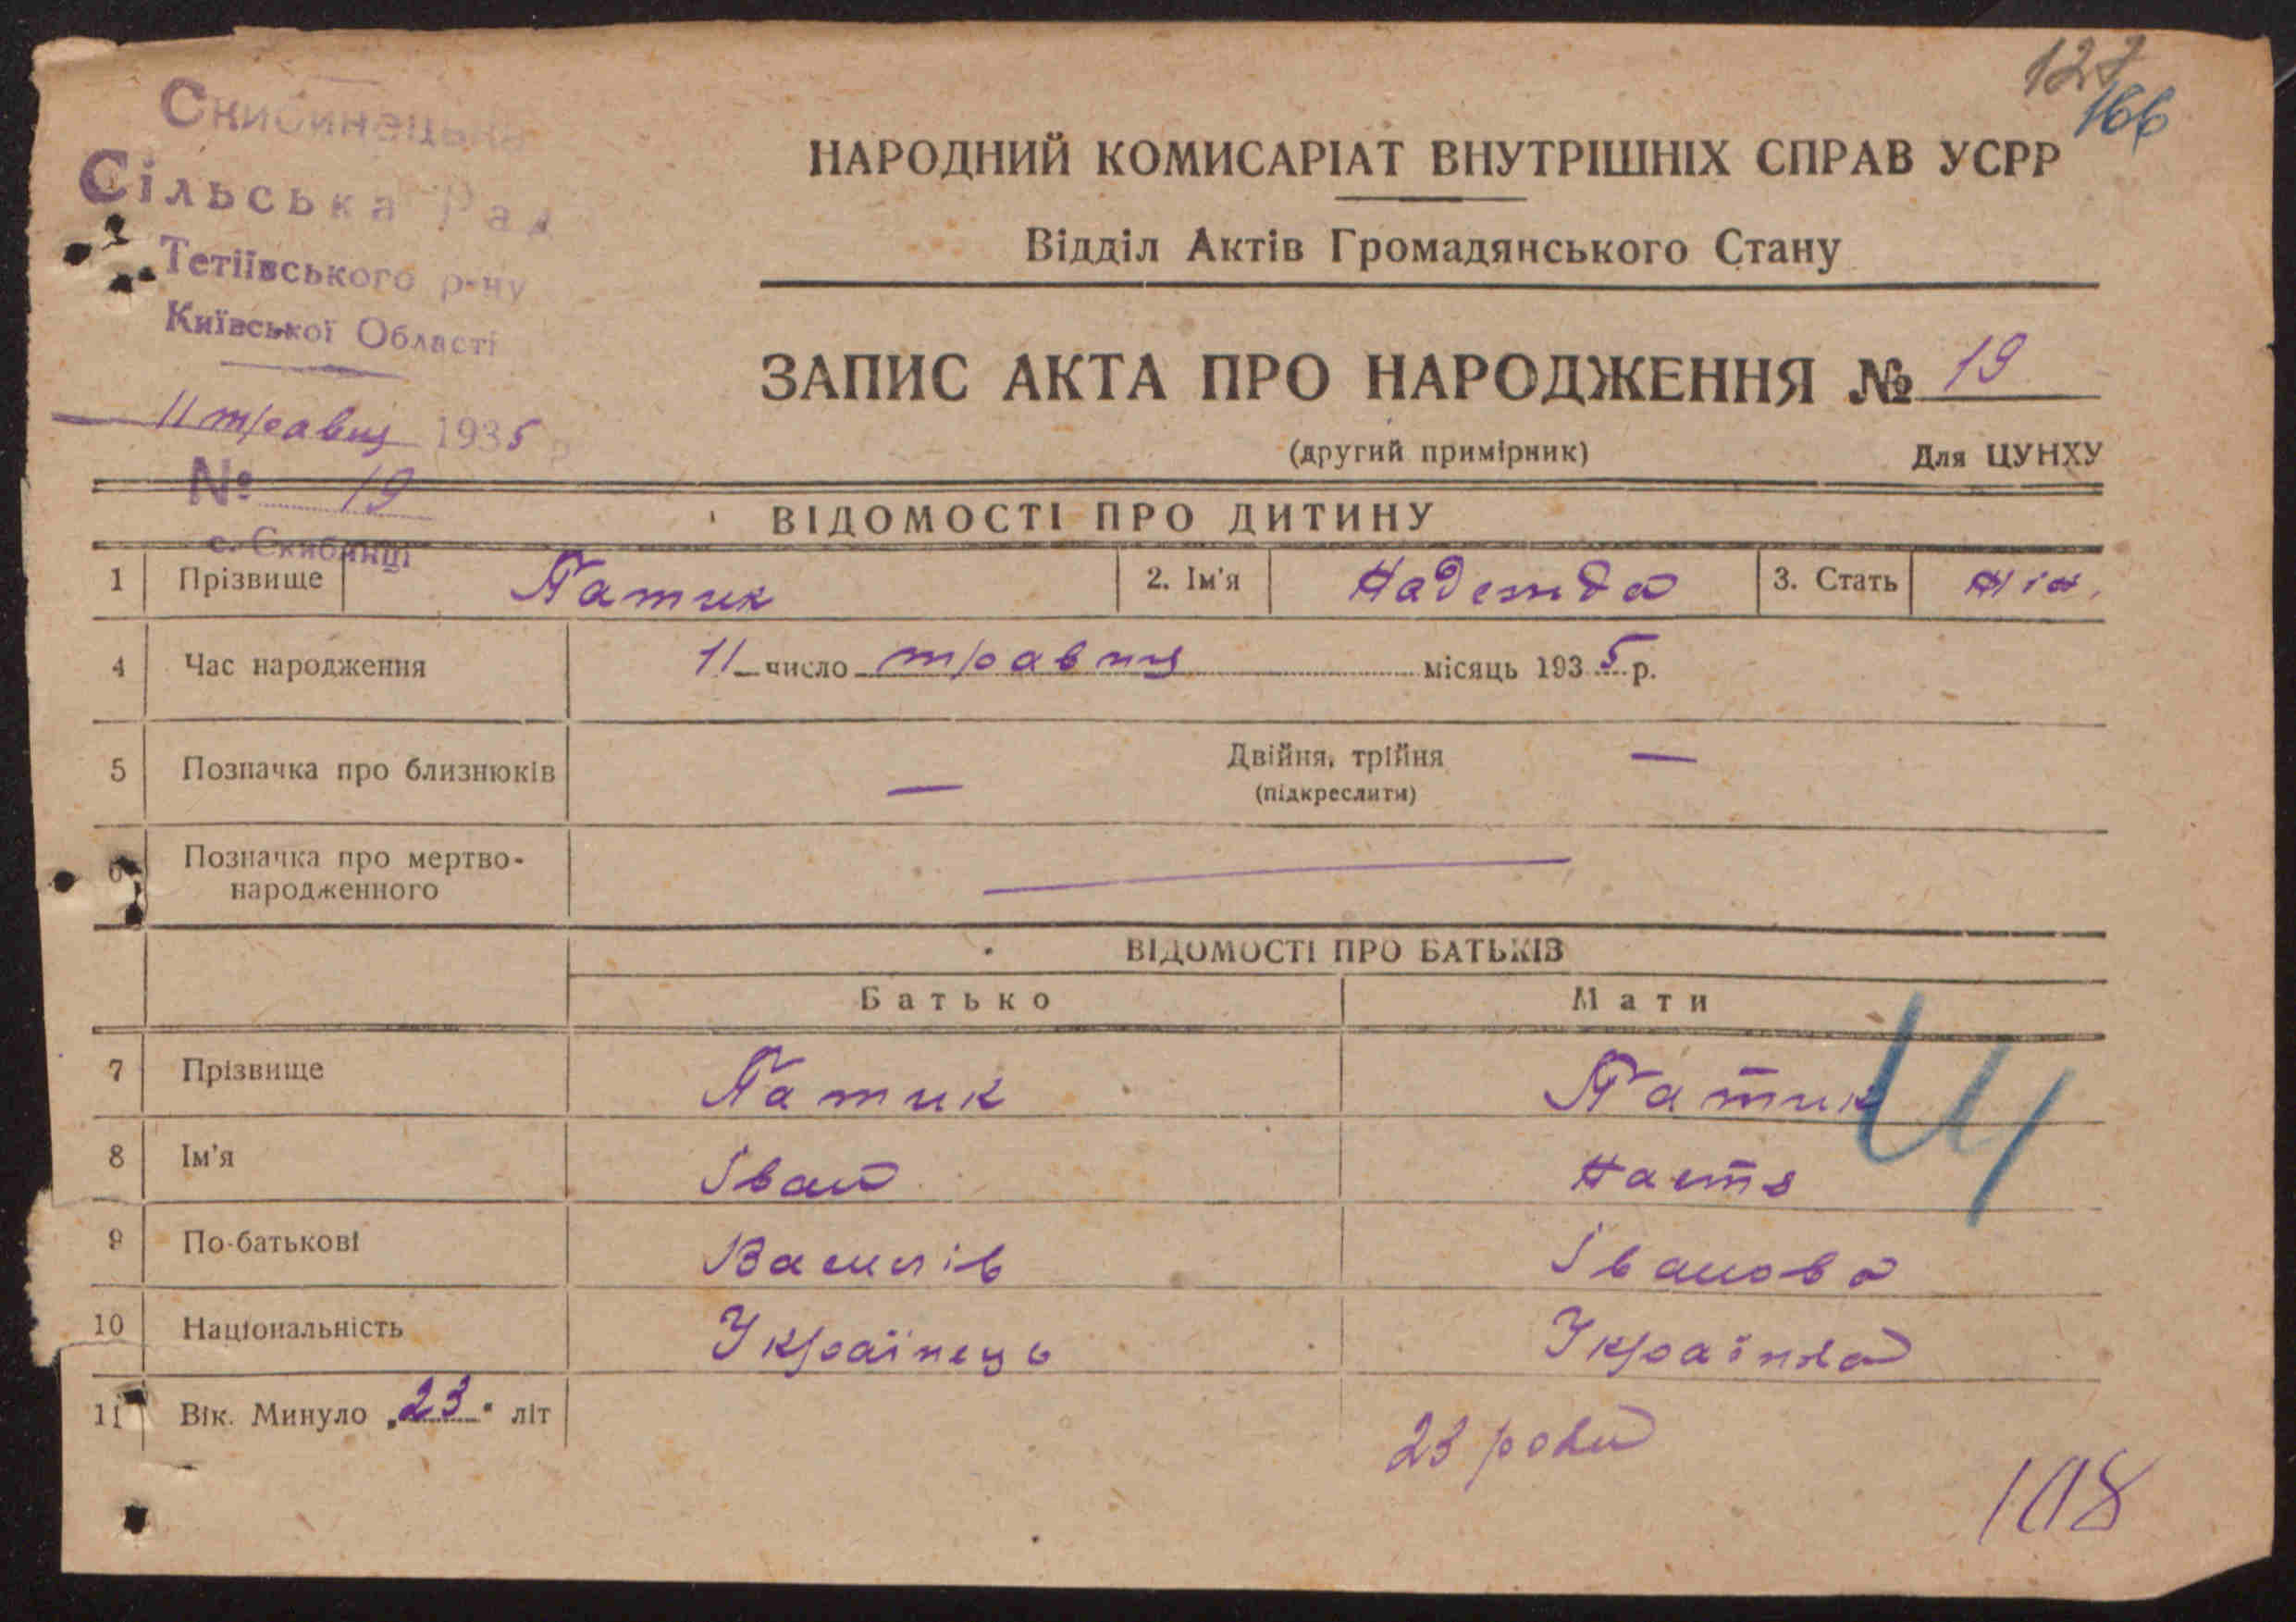 127
166
Скибинецька
Сільська Рад
Тетіївського р-ну
Київської Області
11 травня 1935 р
№ 19
с. Скибинці
НАРОДНИЙ КОМИСАРІАТ ВНУТРІШНІХ СПРАВ УСРР
Відділ Актів Громадянського Стану
ЗАПИС АКТА ПРО НАРОДЖЕННЯ № 19
(другий примірник) Для ЦУНХУ
ВІДОМОСТІ ПРО ДИТИНУ
1 Прізвище Патик 2. Ім'я Надежда 3. Стать жін.
4 Час народження 11 число травня місяць 1935 р.
5 Позначка про близнюків — Двійня, трійня —
(підкреслити)
6 Позначка про мертво-
народженного
ВІДОМОСТІ ПРО БАТЬКІВ
Батько Мати
7 Прізвище Патик Патик
8 Ім'я Іван Настя
9 По-батькові Василів Іванова
10 Національність Українець Українка
11 Вік. Минуло „23" літ 23 роки
108